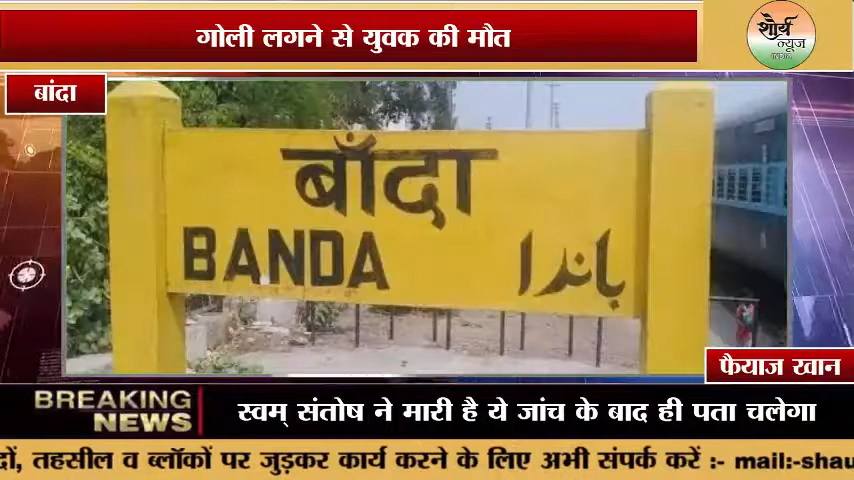 गोली लगने से युवक की मौत
शौर्य
न्यूज
बांदा
बाँदा
BANDA
باندا
फैयाज खान
BREAKING
NEWS
स्वम् संतोष ने मारी है ये जांच के बाद ही पता चलेगा
दों, तहसील व ब्लॉकों पर जुड़कर कार्य करने के लिए अभी संपर्क करें :- mail:-shau